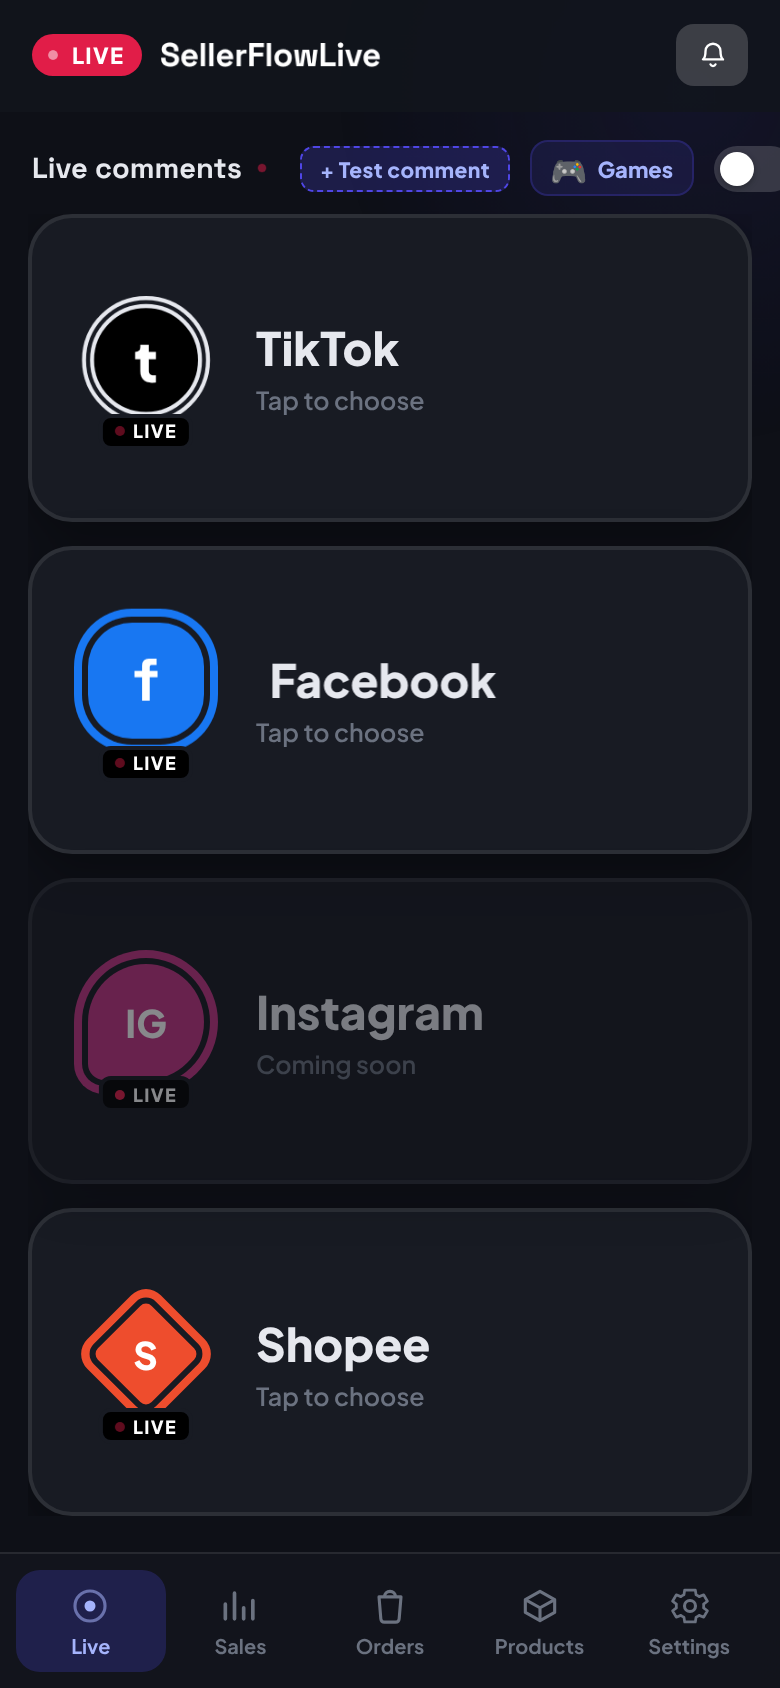 LIVE SellerFlowLive
Live comments + Test comment Games
t
LIVE
TikTok
Tap to choose
f
LIVE
Facebook
Tap to choose
IG
LIVE
Instagram
Coming soon
S
LIVE
Shopee
Tap to choose
Live Sales Orders Products Settings